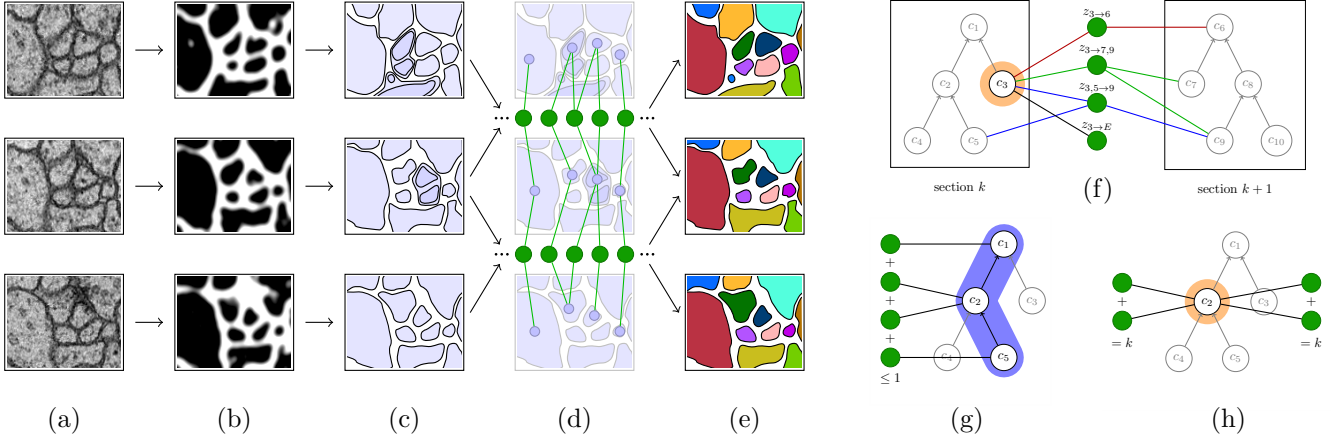 (a)
(b)
(c)
...
...
...
...
(d)
(e)
c₁
c₂
c₃
c₄
c₅
section k
z₃→₆
z₃→₇,₉
z₃,₅→₉
z₃→E
(f)
c₆
c₇
c₈
c₉
c₁₀
section k + 1
+
+
+
≤ 1
c₁
c₂
c₃
c₄
c₅
(g)
+
= k
c₁
c₂
c₃
c₄
c₅
+
= k
(h)